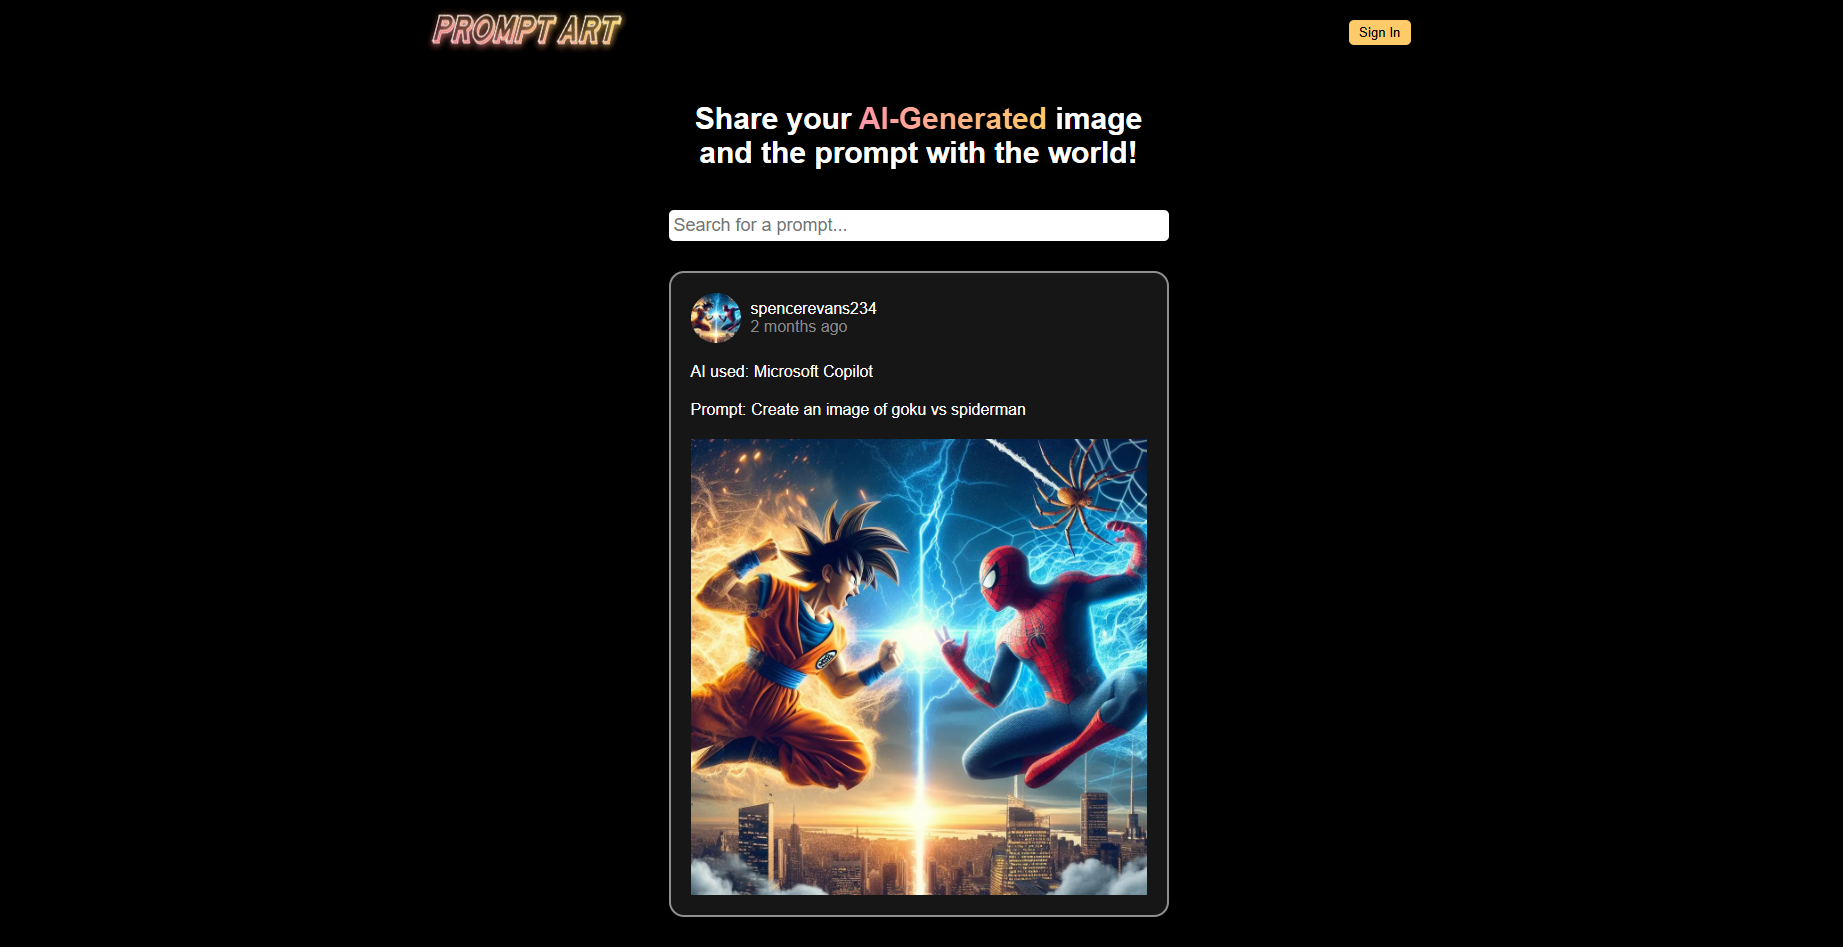 PROMPT ART
Sign In
Share your AI-Generated image
and the prompt with the world!
Search for a prompt...
spencerevans234
2 months ago
AI used: Microsoft Copilot
Prompt: Create an image of goku vs spiderman